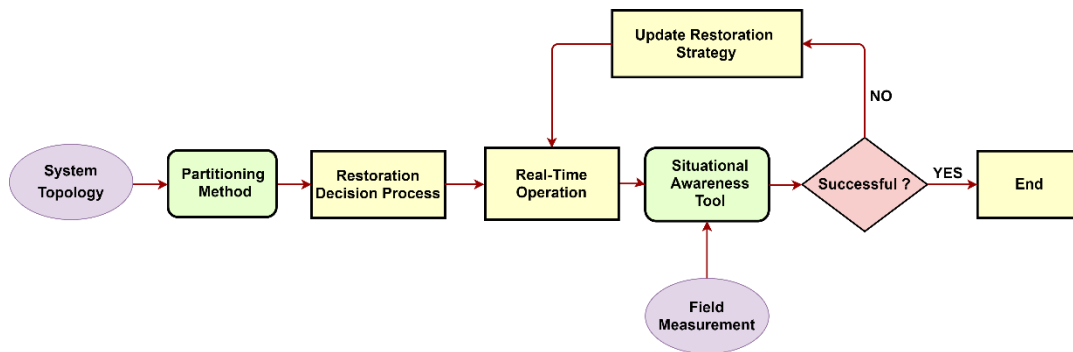 Update Restoration
Strategy
NO
System
Topology
Partitioning
Method
Restoration
Decision Process
Real-Time
Operation
Situational
Awareness
Tool
Successful ?
YES
End
Field
Measurement